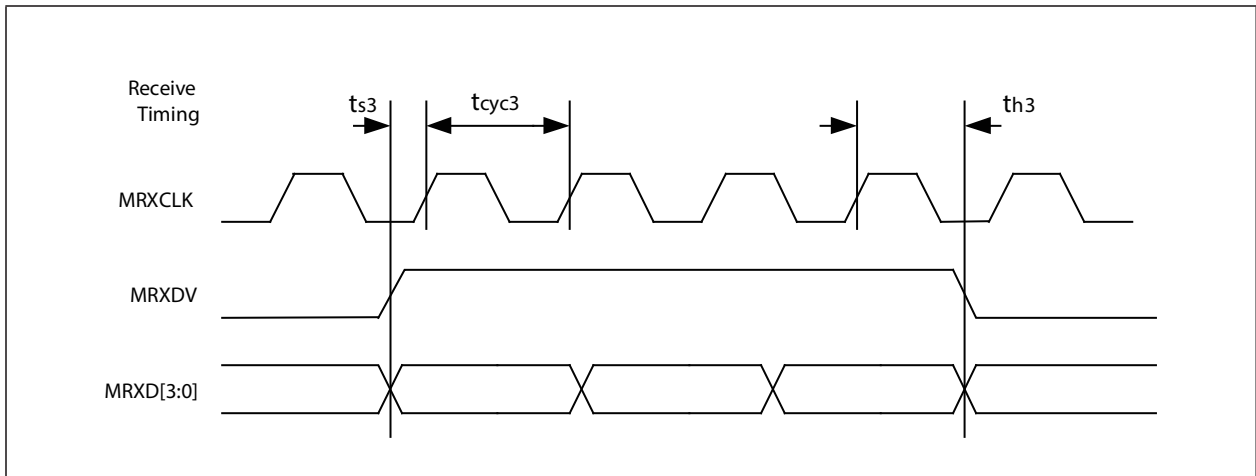 Receive
Timing
ts3
tcyc3
th3
MRXCLK
MRXDV
MRXD[3:0]